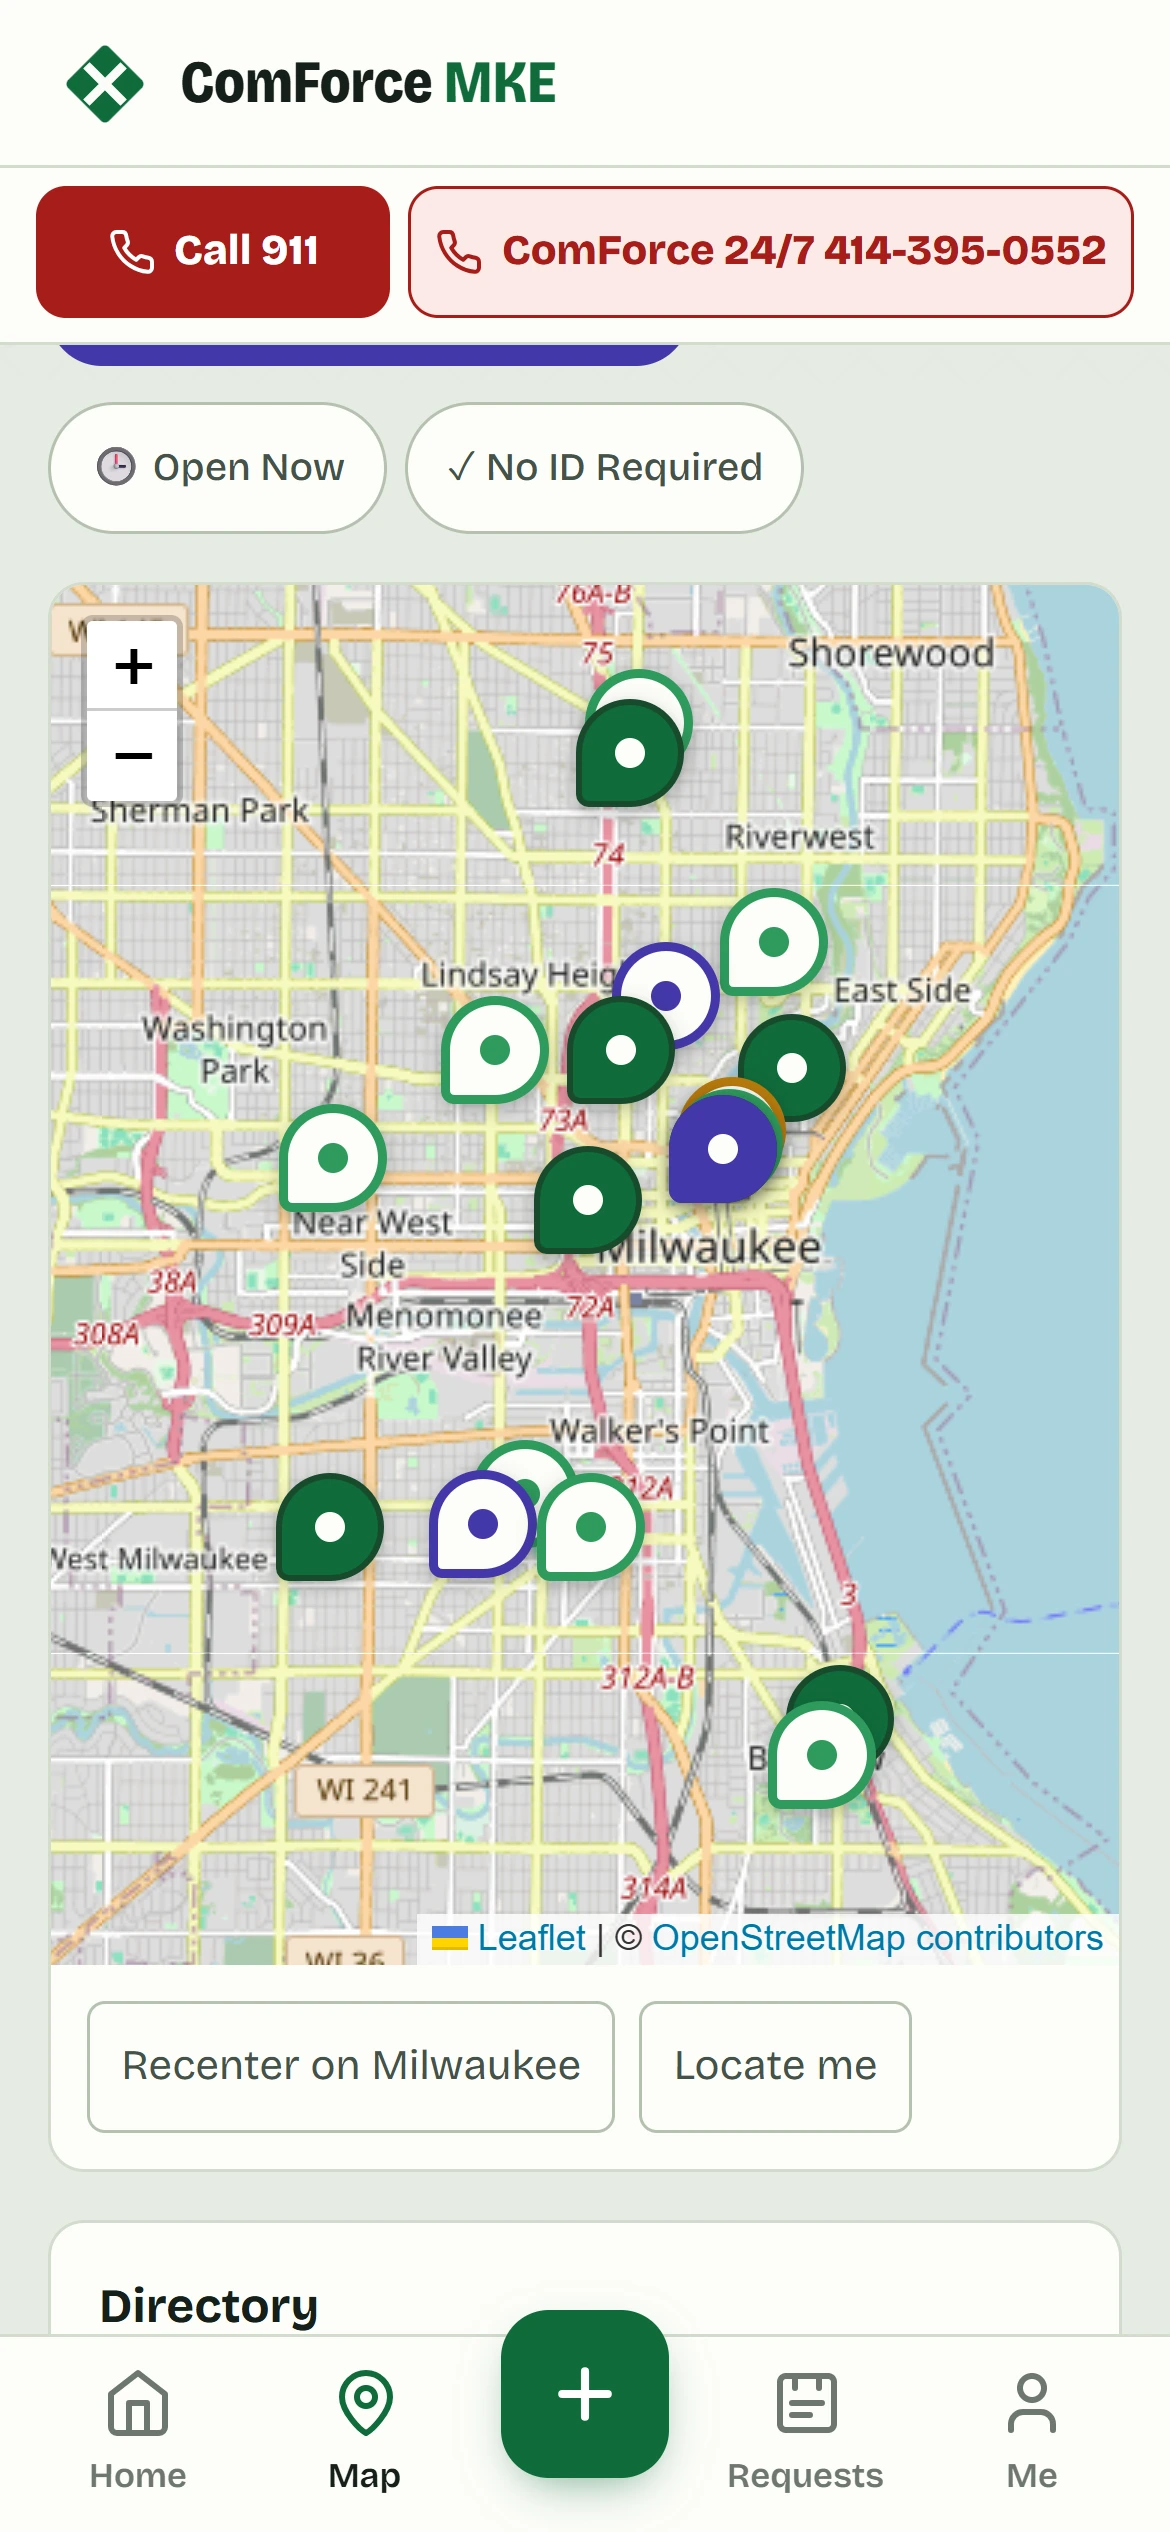 ComForce MKE
Call 911
ComForce 24/7 414-395-0552
Open Now
✓ No ID Required
76A-B
75
Shorewood
+
−
Sherman Park
74
Riverwest
Lindsay
East Side
Washington
Park
73A
Near West
Side
Milwaukee
38A
72A
308A
309A
Menomonee
River Valley
Walker's Point
West Milwaukee
3
312A-B
WI 241
314A
WI 36
Leaflet | © OpenStreetMap contributors
Recenter on Milwaukee
Locate me
Directory
+
Home
Map
Requests
Me